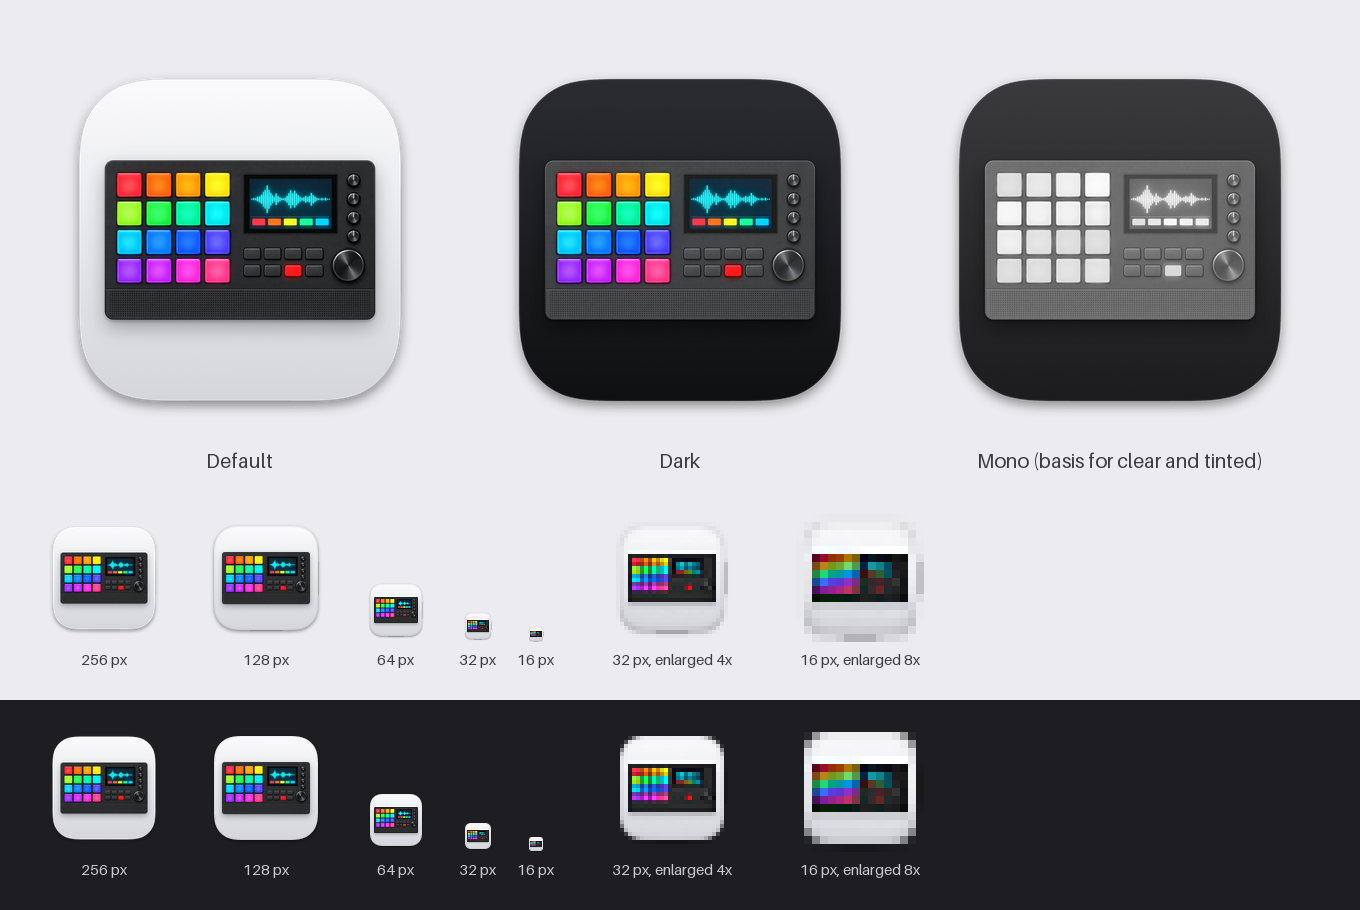 Default
Dark
Mono (basis for clear and tinted)
256 px
128 px
64 px
32 px
16 px
32 px, enlarged 4x
16 px, enlarged 8x
256 px
128 px
64 px
32 px
16 px
32 px, enlarged 4x
16 px, enlarged 8x